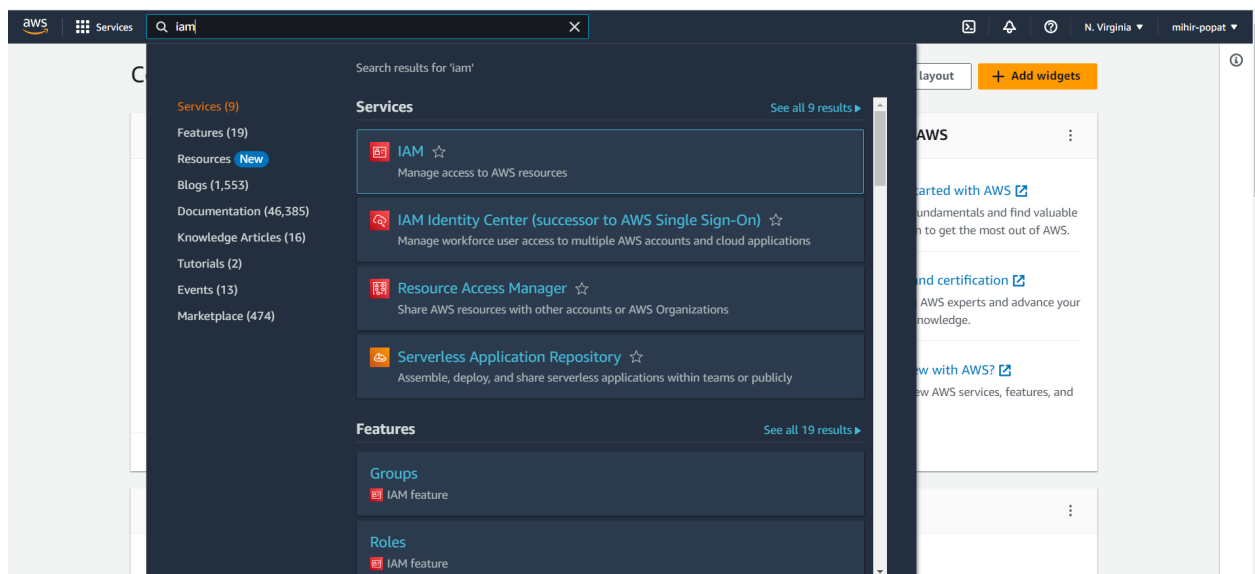 aws
Services
iam
N. Virginia
mihir-popat
Search results for 'iam'
Services (9)
Features (19)
Resources New
Blogs (1,553)
Documentation (46,385)
Knowledge Articles (16)
Tutorials (2)
Events (13)
Marketplace (474)
Services
See all 9 results
IAM
Manage access to AWS resources
IAM Identity Center (successor to AWS Single Sign-On)
Manage workforce user access to multiple AWS accounts and cloud applications
Resource Access Manager
Share AWS resources with other accounts or AWS Organizations
Serverless Application Repository
Assemble, deploy, and share serverless applications within teams or publicly
Features
See all 19 results
Groups
IAM feature
Roles
IAM feature
layout
+ Add widgets
AWS
with AWS
and find valuable
to get the most out of AWS.
certification
AWS experts and advance your
with AWS?
AWS services, features, and